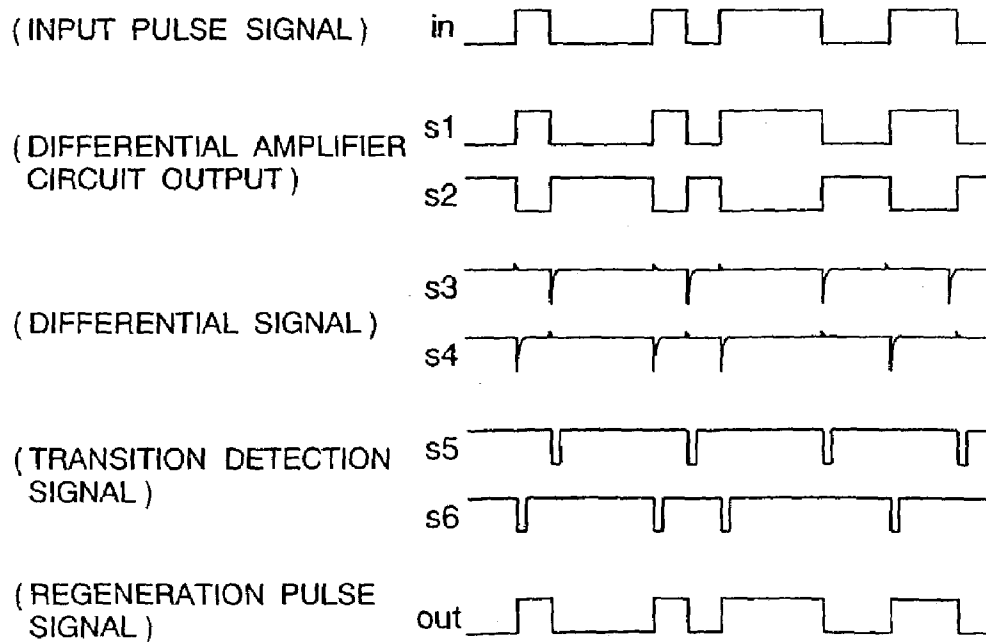 (INPUT PULSE SIGNAL) in
s1
(DIFFERENTIAL AMPLIFIER
CIRCUIT OUTPUT)
s2
s3
(DIFFERENTIAL SIGNAL)
s4
(TRANSITION DETECTION
SIGNAL)
s5
s6
(REGENERATION PULSE
SIGNAL)
out